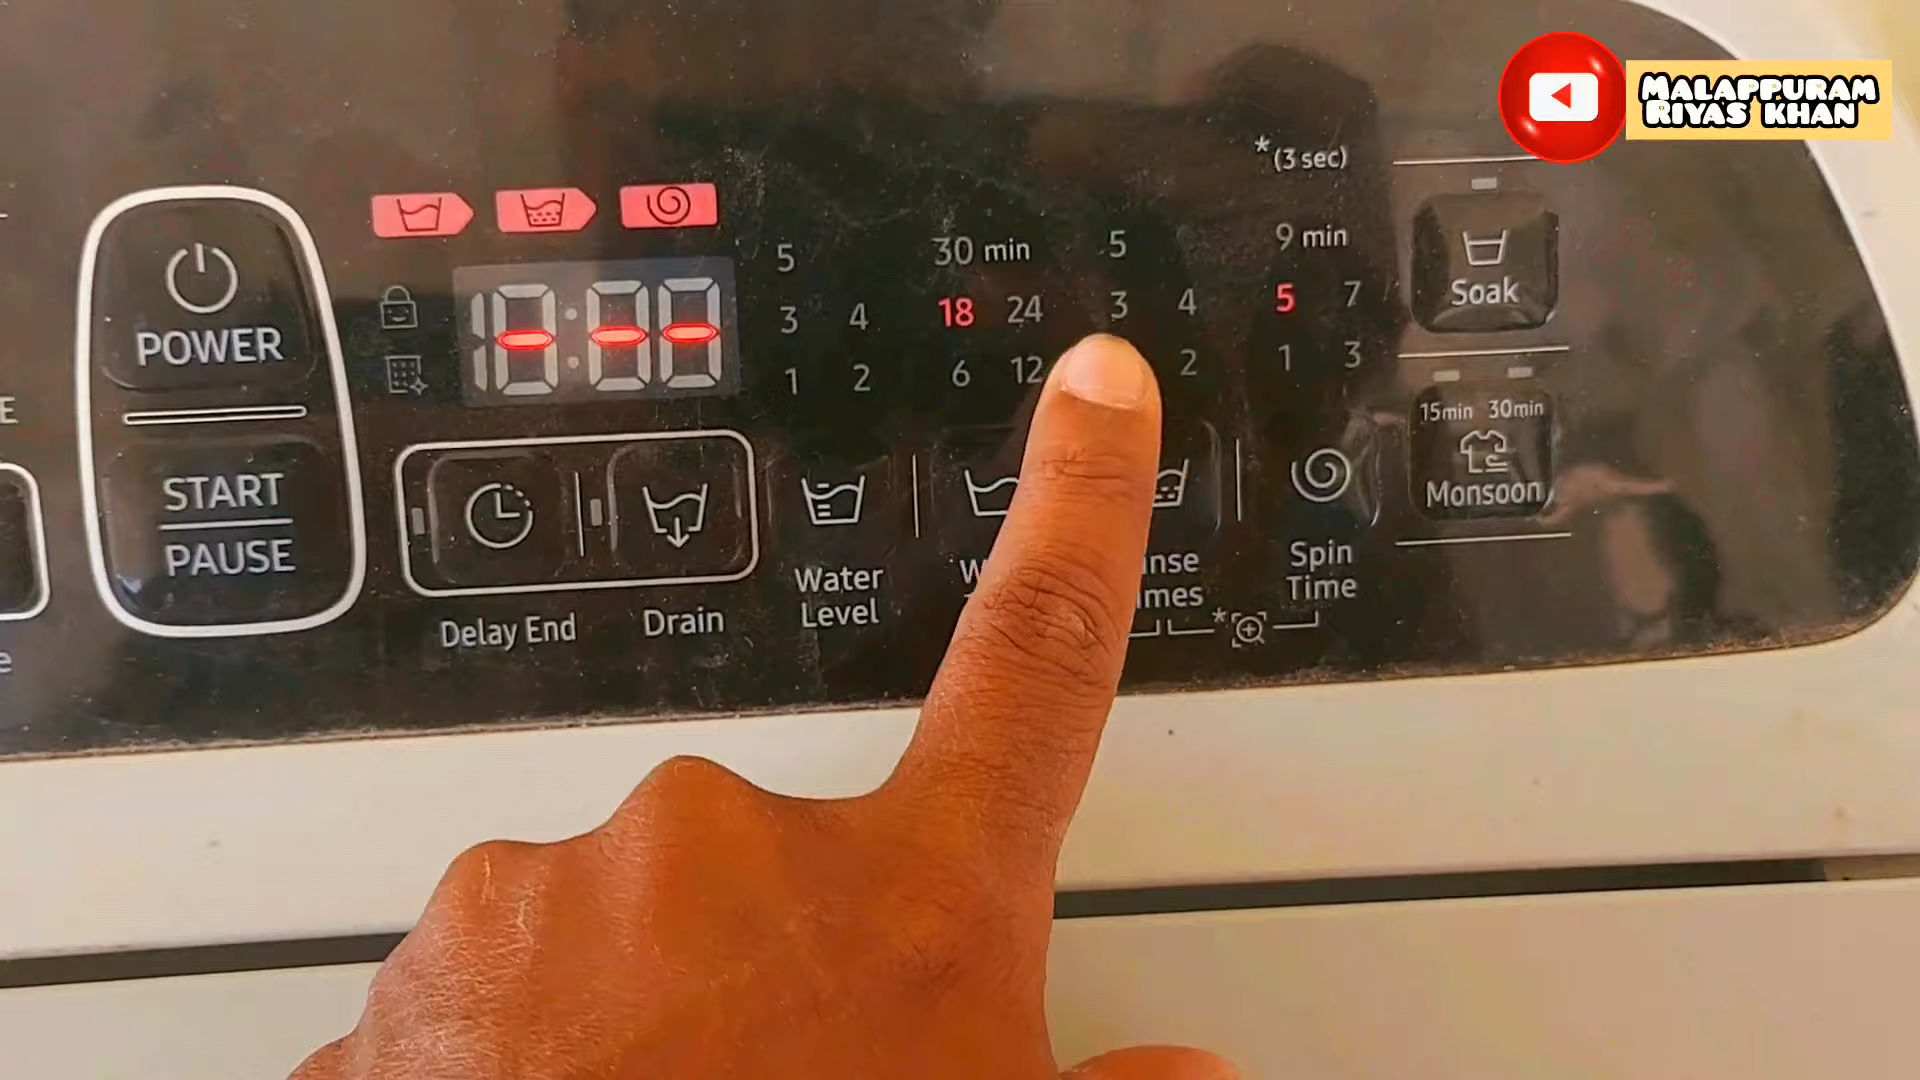 MALAPPURAM
RIYAS KHAN
*(3 sec)
POWER
START
PAUSE
5
3 4
1 2
30 min
18 24
6 12
5
3 4
2
9 min
5 7
1 3
Soak
15min 30min
Monsoon
Delay End
Drain
Water
Level
Spin
Time
*